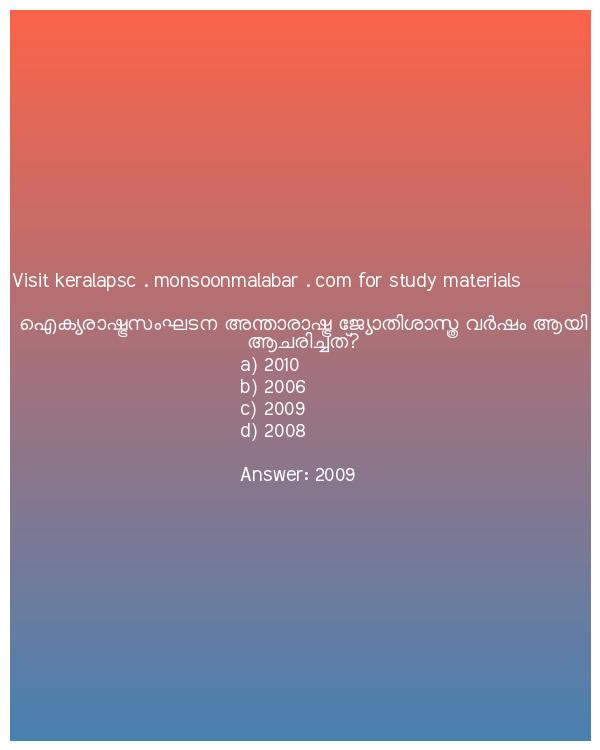 Visit keralapsc . monsoonmalabar . com for study materials
ഐക്യരാഷ്ട്രസംഘടന അന്താരാഷ്ട്ര ജ്യോതിശാസ്ത്ര വർഷം ആയി
ആചരിച്ചത്?
a) 2010
b) 2006
c) 2009
d) 2008
Answer: 2009